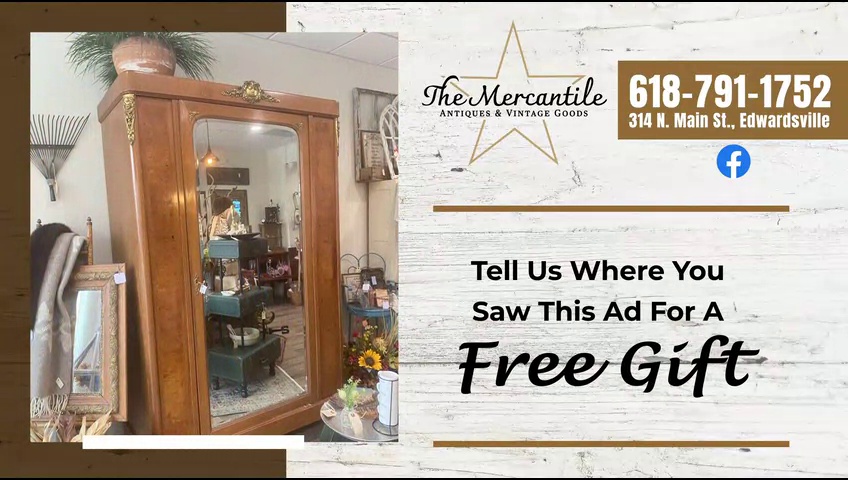 The Mercantile
Antiques & Vintage Goods
618-791-1752
314 N. Main St., Edwardsville
Tell Us Where You
Saw This Ad For A
Free Gift